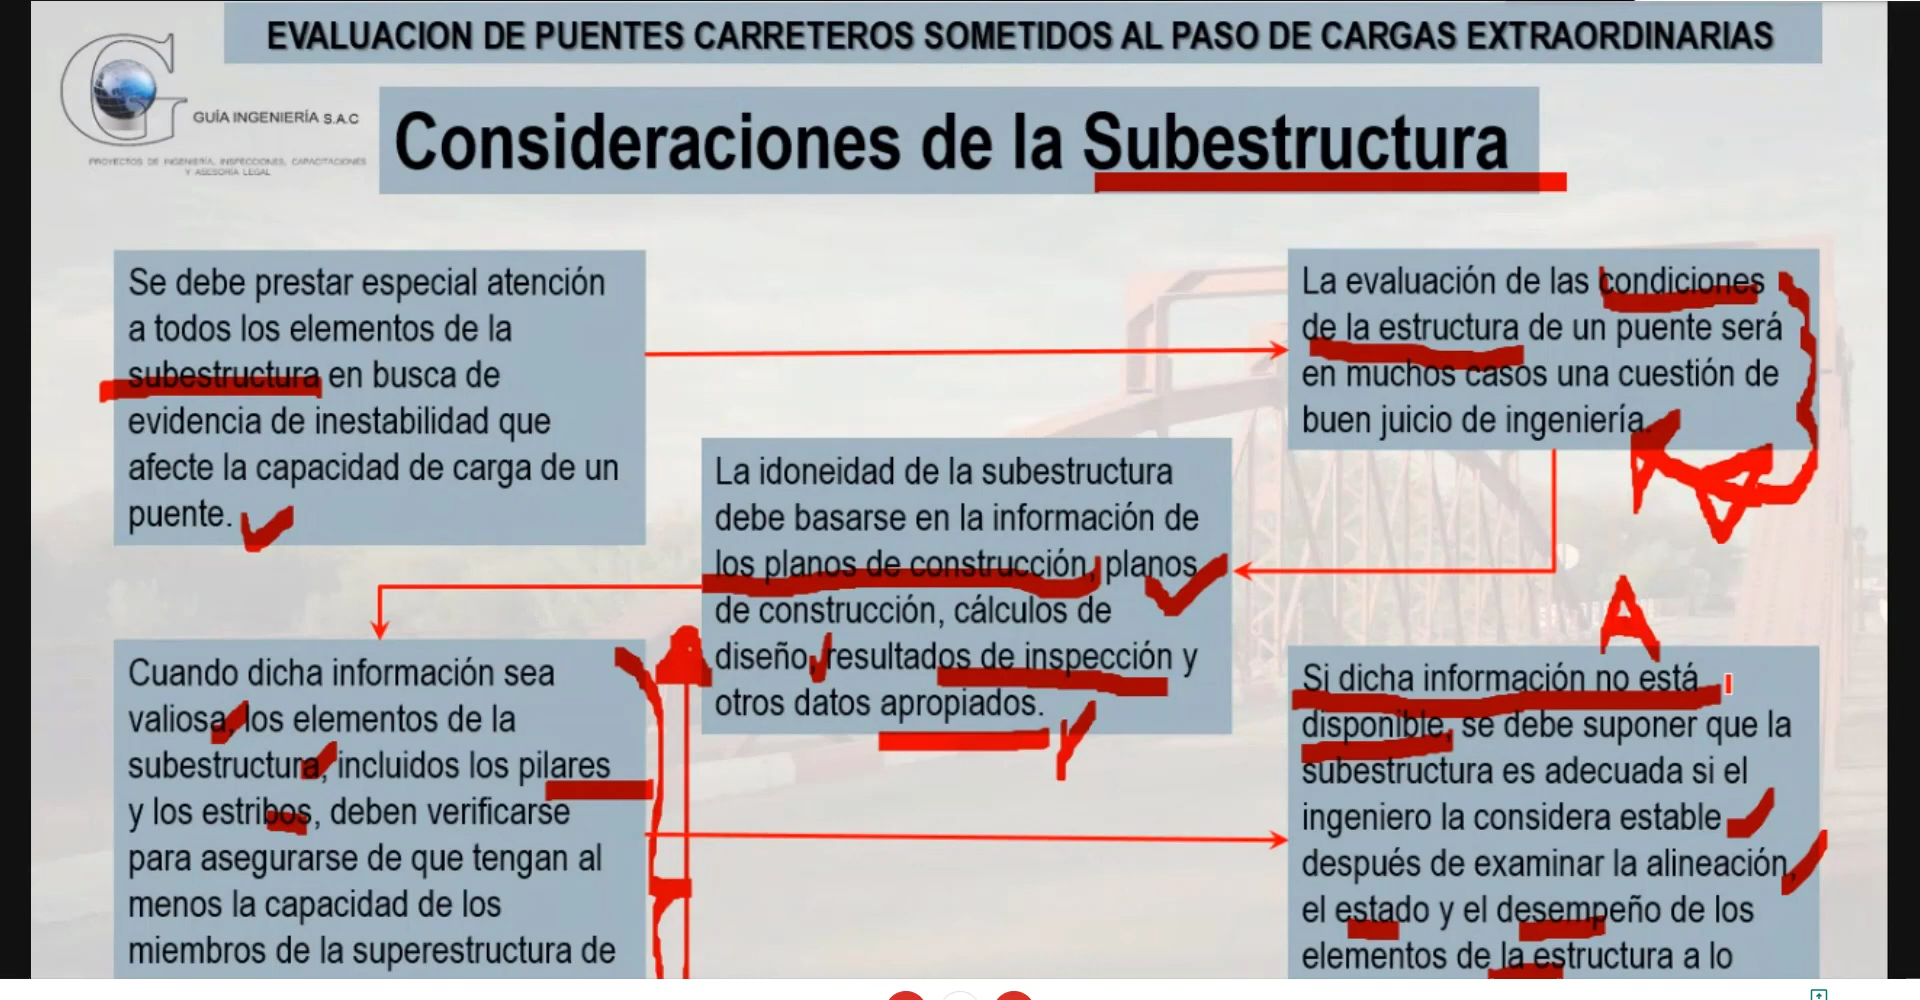 EVALUACION DE PUENTES CARRETEROS SOMETIDOS AL PASO DE CARGAS EXTRAORDINARIAS
GUÍA INGENIERÍA S.A.C
PROYECTOS DE INGENIERÍA, INSPECCIONES, CAPACITACIONES
Y ASESORÍA LEGAL
Consideraciones de la Subestructura
Se debe prestar especial atención
a todos los elementos de la
subestructura en busca de
evidencia de inestabilidad que
afecte la capacidad de carga de un
puente.
La evaluación de las condiciones
de la estructura de un puente será
en muchos casos una cuestión de
buen juicio de ingeniería.
La idoneidad de la subestructura
debe basarse en la información de
los planos de construcción, planos
de construcción, cálculos de
diseño, resultados de inspección y
otros datos apropiados.
Cuando dicha información sea
valiosa, los elementos de la
subestructura, incluidos los pilares
y los estribos, deben verificarse
para asegurarse de que tengan al
menos la capacidad de los
miembros de la superestructura de
Si dicha información no está
disponible, se debe suponer que la
subestructura es adecuada si el
ingeniero la considera estable
después de examinar la alineación,
el estado y el desempeño de los
elementos de la estructura a lo